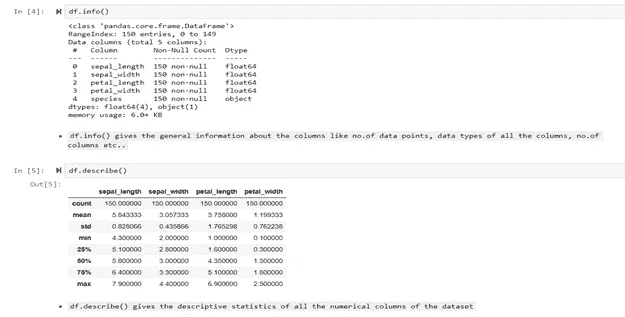 In [4]: df.info()
<class 'pandas.core.frame.DataFrame'>
RangeIndex: 150 entries, 0 to 149
Data columns (total 5 columns):
# Column Non-Null Count Dtype
--- ------ -------------- -----
0 sepal_length 150 non-null float64
1 sepal_width 150 non-null float64
2 petal_length 150 non-null float64
3 petal_width 150 non-null float64
4 species 150 non-null object
dtypes: float64(4), object(1)
memory usage: 6.0+ KB
df.info() gives the general information about the columns like no.of data points, data types of all the columns, no.of
columns etc..
In [5]: df.describe()
Out[5]:
sepal_length sepal_width petal_length petal_width
count 150.000000 150.000000 150.000000 150.000000
mean 5.843333 3.057333 3.758000 1.199333
std 0.828066 0.435866 1.765298 0.762238
min 4.300000 2.000000 1.000000 0.100000
25% 5.100000 2.800000 1.600000 0.300000
50% 5.800000 3.000000 4.350000 1.300000
75% 6.400000 3.300000 5.100000 1.800000
max 7.900000 4.400000 6.900000 2.500000
df.describe() gives the descriptive statistics of all the numerical columns of the dataset